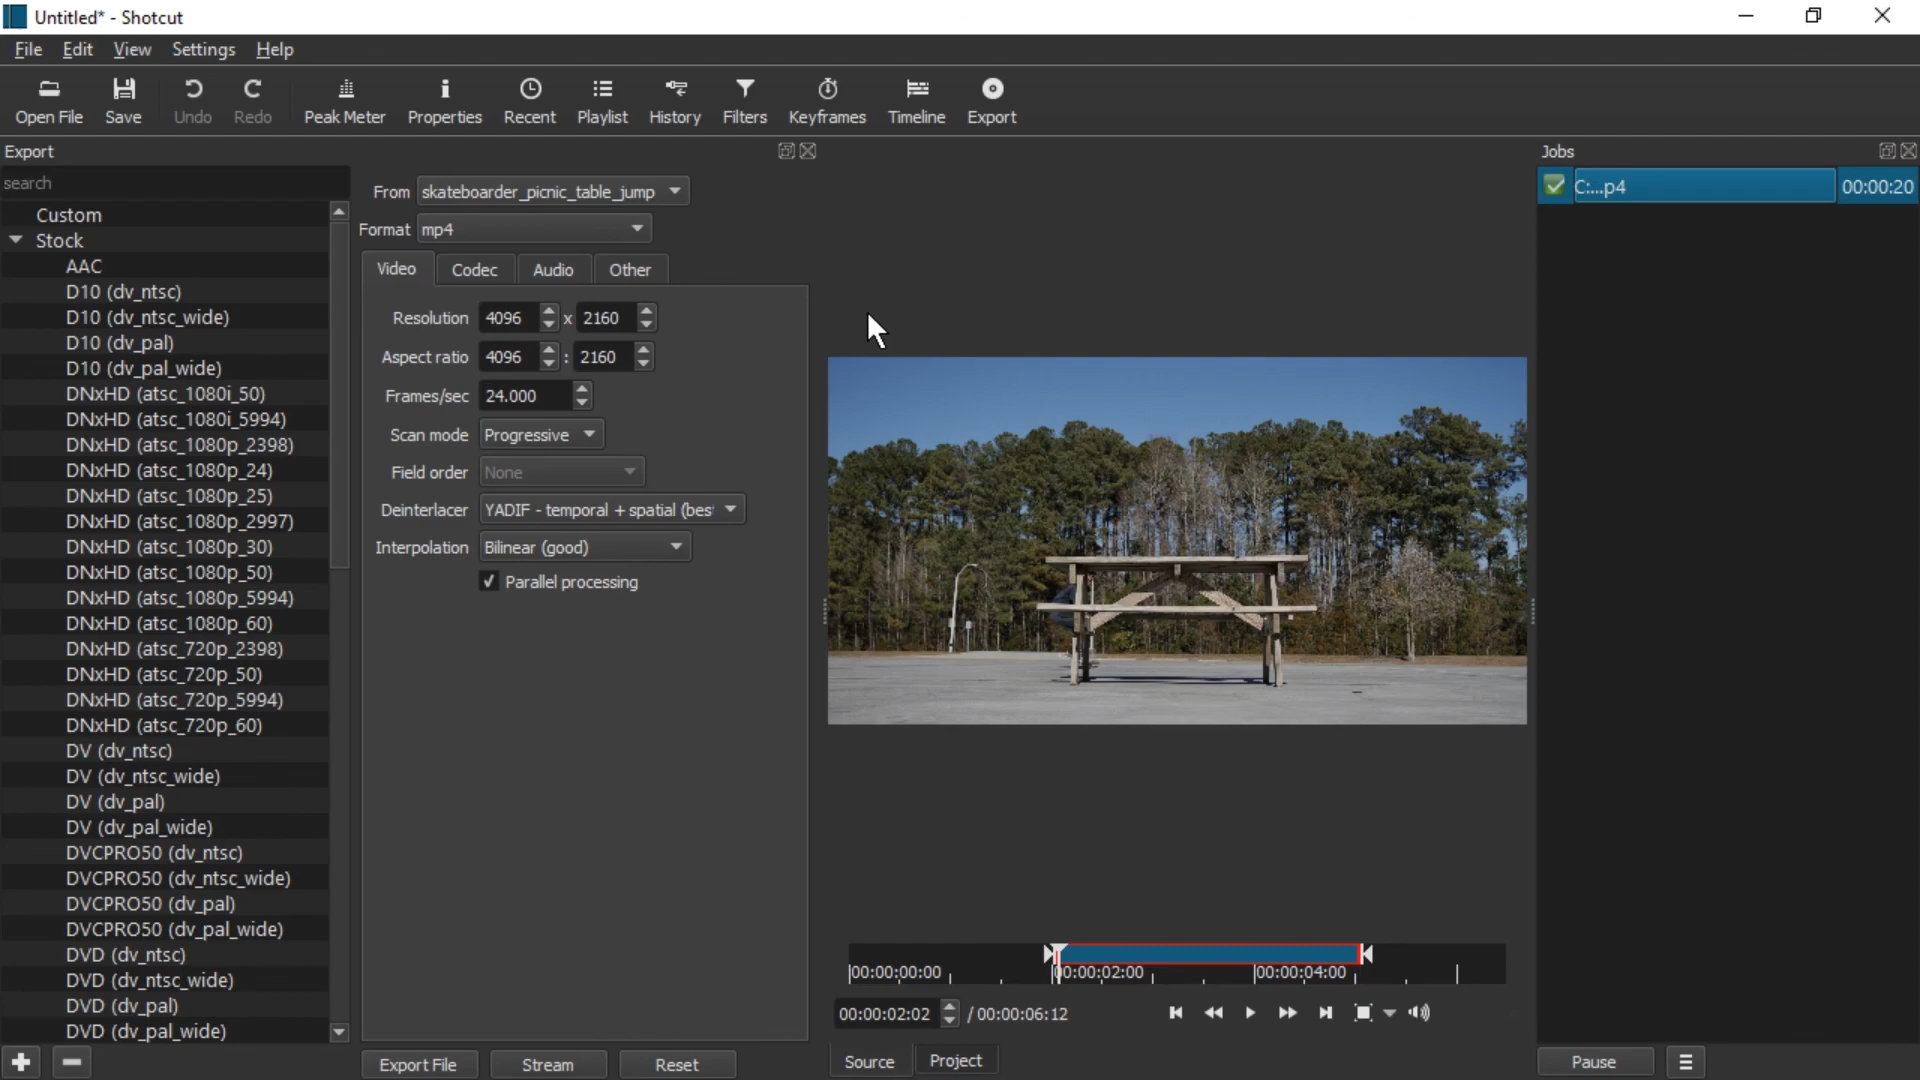 Untitled* - Shotcut
File Edit View Settings Help
Open File Save Undo Redo Peak Meter Properties Recent Playlist History Filters Keyframes Timeline Export
Export
search
Custom
Stock
AAC
D10 (dv_ntsc)
D10 (dv_ntsc_wide)
D10 (dv_pal)
D10 (dv_pal_wide)
DNxHD (atsc_1080i_50)
DNxHD (atsc_1080i_5994)
DNxHD (atsc_1080p_2398)
DNxHD (atsc_1080p_24)
DNxHD (atsc_1080p_25)
DNxHD (atsc_1080p_2997)
DNxHD (atsc_1080p_30)
DNxHD (atsc_1080p_50)
DNxHD (atsc_1080p_5994)
DNxHD (atsc_1080p_60)
DNxHD (atsc_720p_2398)
DNxHD (atsc_720p_50)
DNxHD (atsc_720p_5994)
DNxHD (atsc_720p_60)
DV (dv_ntsc)
DV (dv_ntsc_wide)
DV (dv_pal)
DV (dv_pal_wide)
DVCPRO50 (dv_ntsc)
DVCPRO50 (dv_ntsc_wide)
DVCPRO50 (dv_pal)
DVCPRO50 (dv_pal_wide)
DVD (dv_ntsc)
DVD (dv_ntsc_wide)
DVD (dv_pal)
DVD (dv_pal_wide)
From skateboarder_picnic_table_jump
Format mp4
Video Codec Audio Other
Resolution 4096 x 2160
Aspect ratio 4096 : 2160
Frames/sec 24.000
Scan mode Progressive
Field order None
Deinterlacer YADIF - temporal + spatial (bes
Interpolation Bilinear (good)
Parallel processing
Export File Stream Reset
00:00:00:00 00:00:02:00 00:00:04:00
00:00:02:02 / 00:00:06:12
Source Project
Jobs
C:...p4 00:00:20
Pause